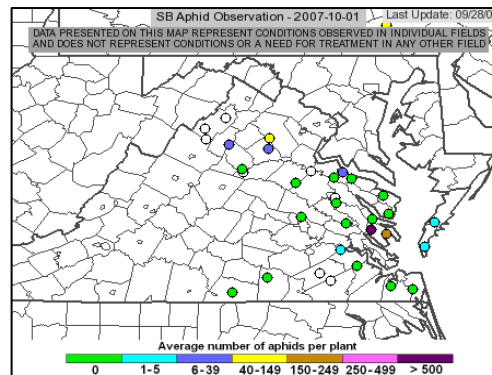 SB Aphid Observation - 2007-10-01
Last Update: 09/28/0
DATA PRESENTED ON THIS MAP REPRESENT CONDITIONS OBSERVED IN INDIVIDUAL FIELDS
AND DOES NOT REPRESENT CONDITIONS OR A NEED FOR TREATMENT IN ANY OTHER FIELD
Average number of aphids per plant
0 1-5 6-39 40-149 150-249 250-499 > 500